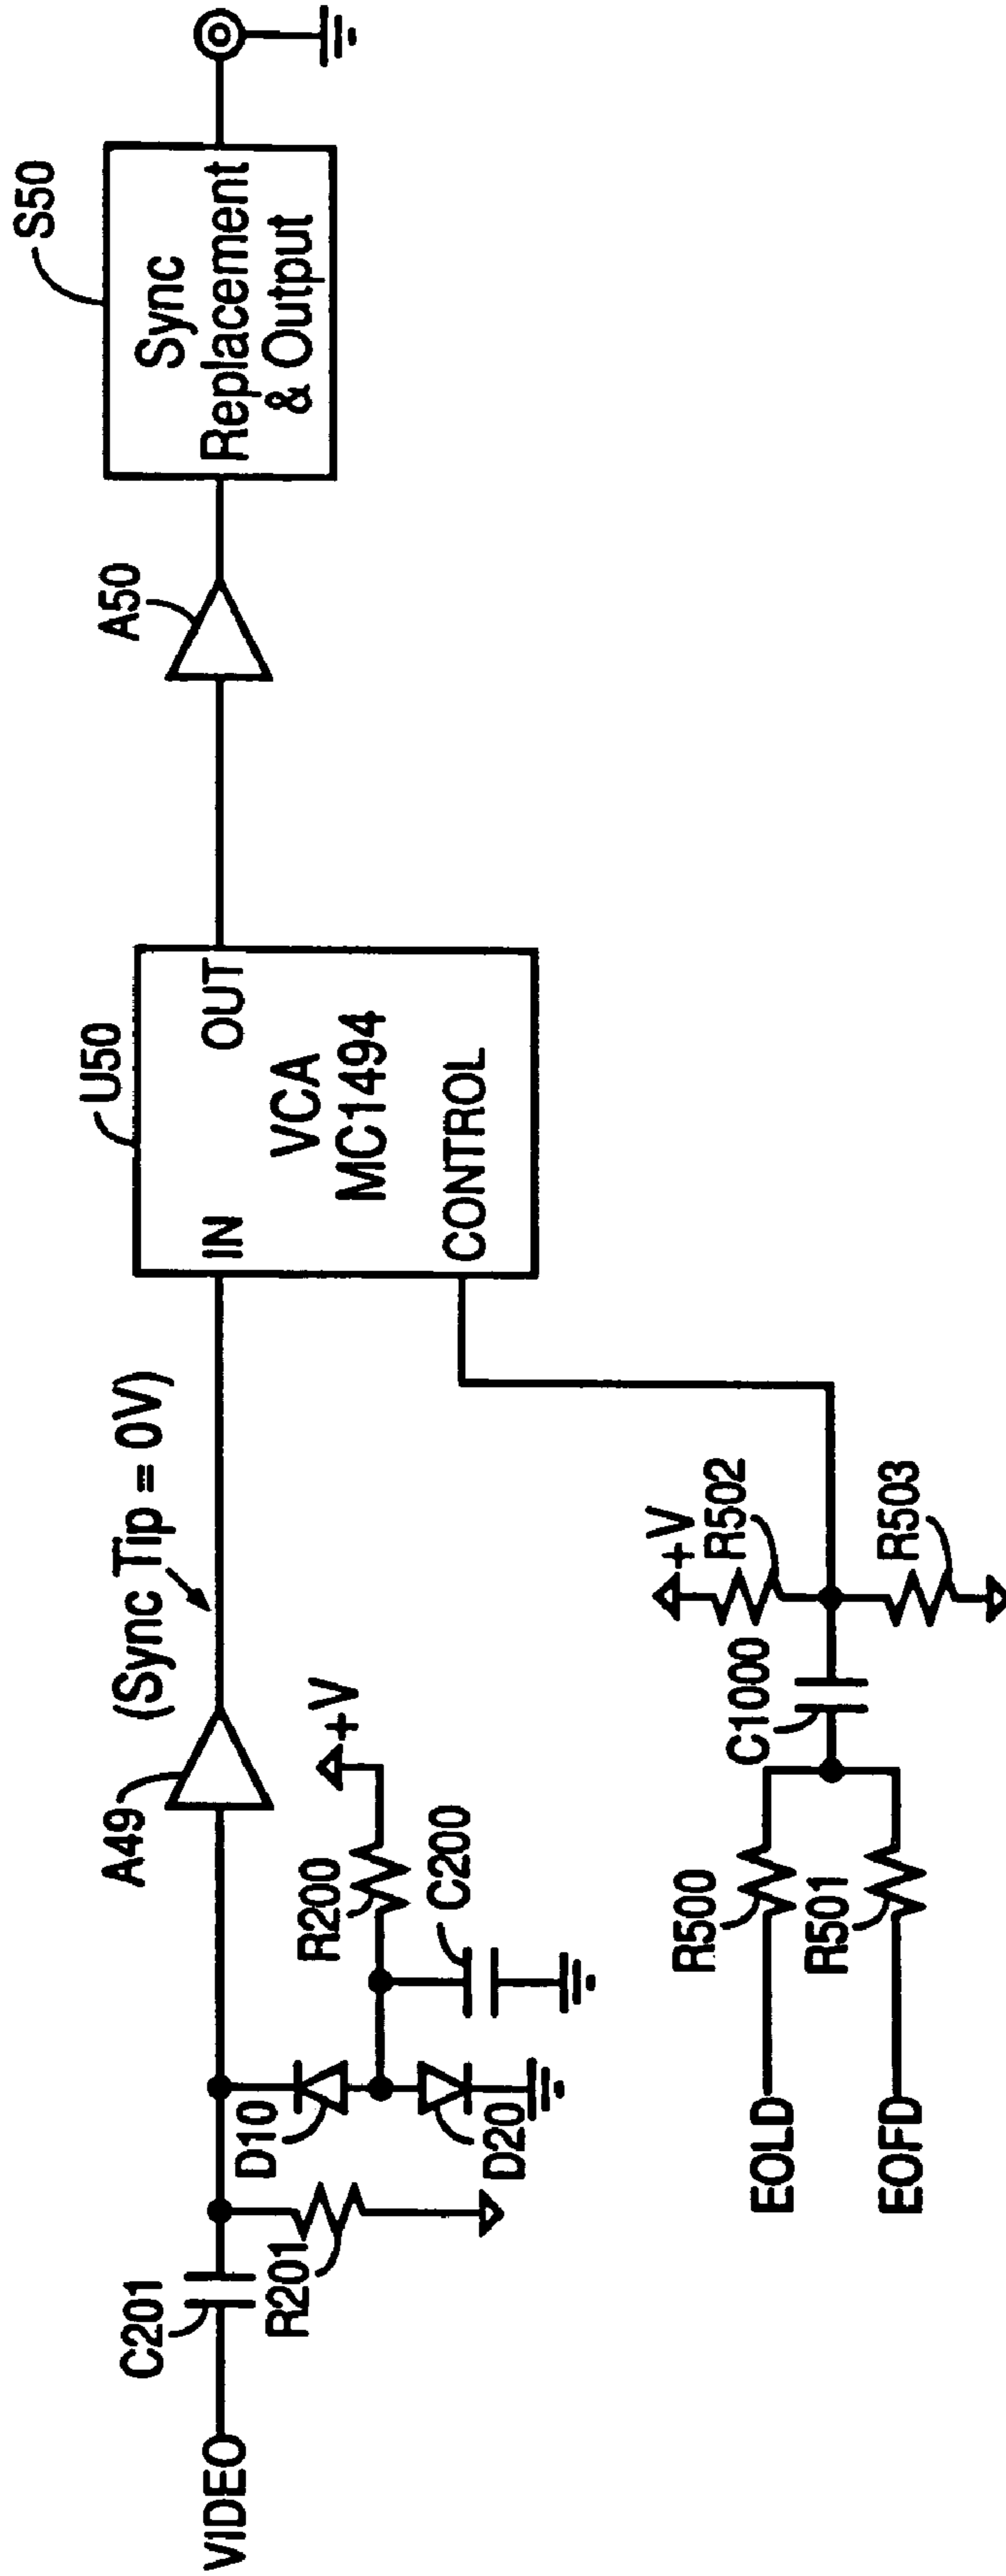 VIDEO
C201
R201
D10
D20
R200
+V
C200
A49
(Sync Tip = 0V)
U50
IN
OUT
VCA
MC1494
CONTROL
A50
S50
Sync
Replacement
& Output
EOLD
EOFD
R500
R501
C1000
+V
R502
R503